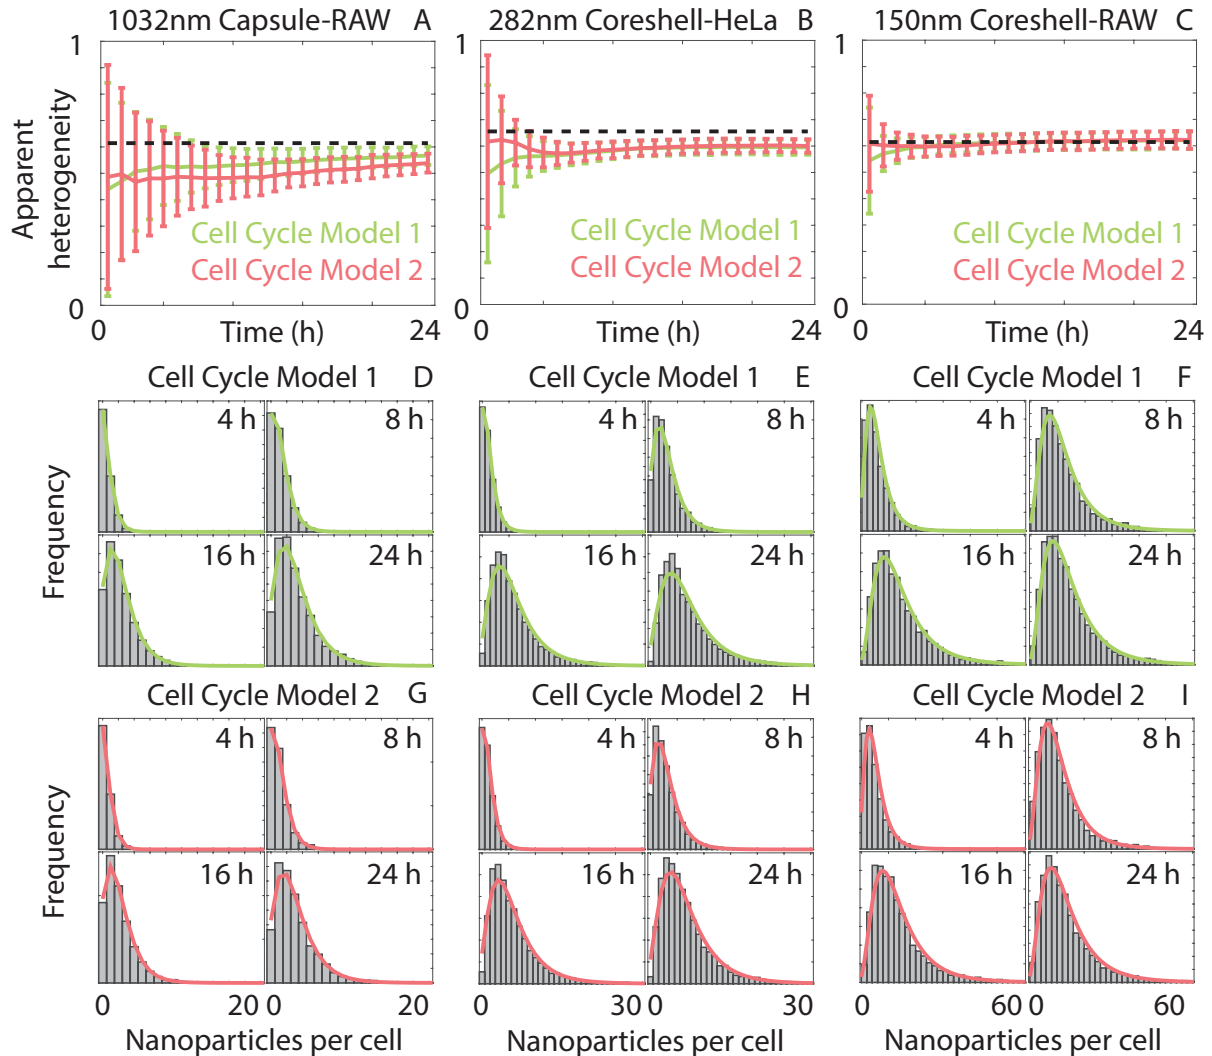 1032nm Capsule-RAW A
282nm Coreshell-HeLa B
150nm Coreshell-RAW C
Apparent
heterogeneity
1
0
Cell Cycle Model 1
Cell Cycle Model 2
0 Time (h) 24
1
0
Cell Cycle Model 1
Cell Cycle Model 2
0 Time (h) 24
1
0
Cell Cycle Model 1
Cell Cycle Model 2
0 Time (h) 24
Cell Cycle Model 1 D
Cell Cycle Model 1 E
Cell Cycle Model 1 F
Frequency
4 h 8 h
16 h 24 h
4 h 8 h
16 h 24 h
4 h 8 h
16 h 24 h
Cell Cycle Model 2 G
Cell Cycle Model 2 H
Cell Cycle Model 2 I
Frequency
4 h 8 h
16 h 24 h
4 h 8 h
16 h 24 h
4 h 8 h
16 h 24 h
0 20 0 20
0 30 0 30
0 60 0 60
Nanoparticles per cell
Nanoparticles per cell
Nanoparticles per cell